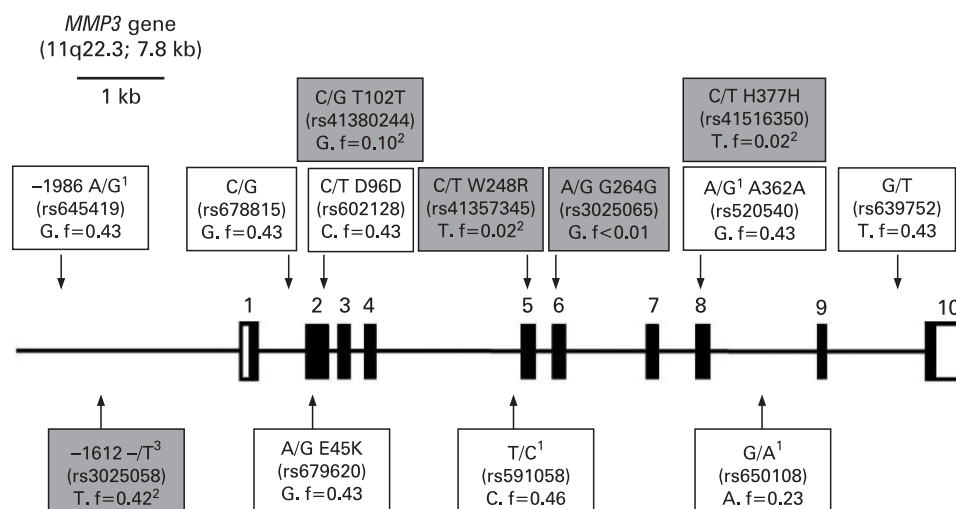 MMP3 gene
(11q22.3; 7.8 kb)
1 kb
C/G T102T
(rs41380244)
G. f=0.10²
C/T H377H
(rs41516350)
T. f=0.02²
–1986 A/G¹
(rs645419)
G. f=0.43
C/G
(rs678815)
G. f=0.43
C/T D96D
(rs602128)
C. f=0.43
C/T W248R
(rs41357345)
T. f=0.02²
A/G G264G
(rs3025065)
G. f<0.01
A/G¹ A362A
(rs520540)
G. f=0.43
G/T
(rs639752)
T. f=0.43
1 2 3 4 5 6 7 8 9 10
–1612 –/T³
(rs3025058)
T. f=0.42²
A/G E45K
(rs679620)
G. f=0.43
T/C¹
(rs591058)
C. f=0.46
G/A¹
(rs650108)
A. f=0.23